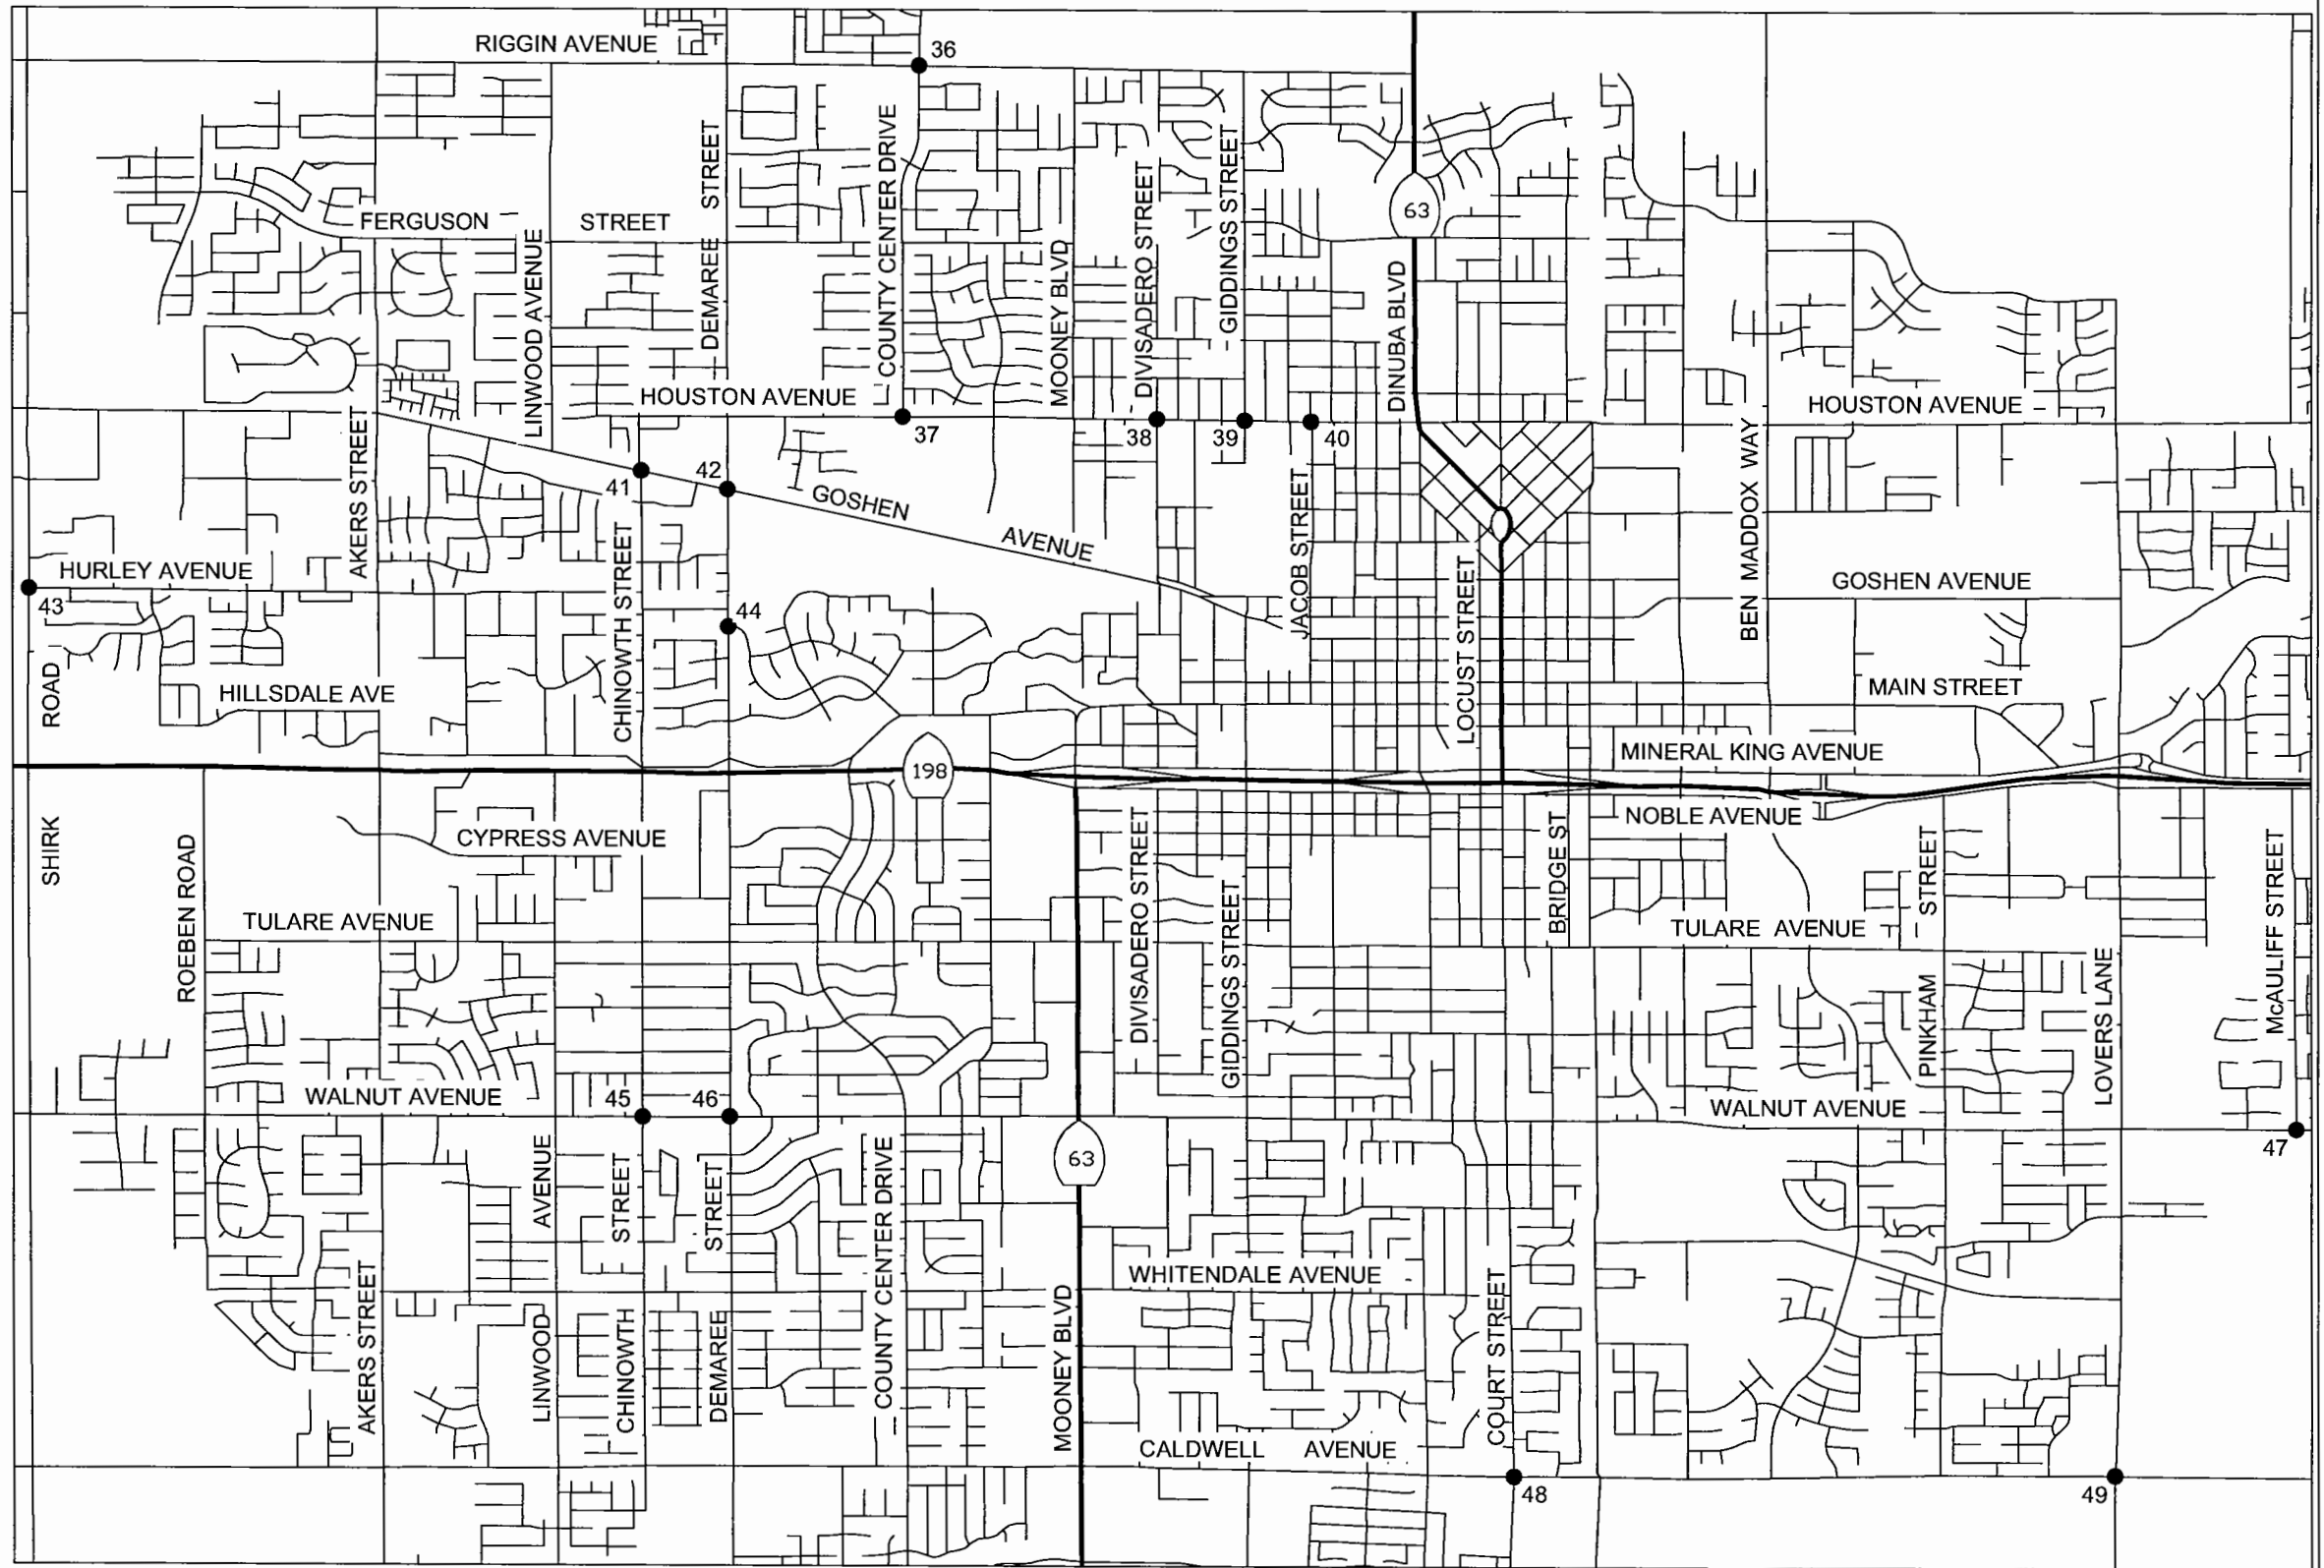 RIGGIN AVENUE
36
STREET
COUNTY CENTER DRIVE
DIVISADERO STREET
GIDDINGS STREET
63
FERGUSON
STREET
LINWOOD AVENUE
DEMAREE
MOONEY BLVD
DINUBA BLVD
HOUSTON AVENUE
HOUSTON AVENUE
37
38
39
40
AKERS STREET
41
42
GOSHEN
AVENUE
JACOB STREET
BEN MADDOX WAY
HURLEY AVENUE
43
CHINOWTH STREET
44
LOCUST STREET
GOSHEN AVENUE
ROAD
HILLSDALE AVE
MAIN STREET
198
MINERAL KING AVENUE
NOBLE AVENUE
SHIRK
ROEBEN ROAD
CYPRESS AVENUE
DIVISADERO STREET
BRIDGE ST
STREET
McAULIFF STREET
TULARE AVENUE
GIDDINGS STREET
TULARE AVENUE
PINKHAM
LOVERS LANE
WALNUT AVENUE
45
46
WALNUT AVENUE
47
63
AVENUE
STREET
STREET
COUNTY CENTER DRIVE
AKERS STREET
WHITENDALE AVENUE
COURT STREET
LINWOOD
CHINOWTH
DEMAREE
MOONEY BLVD
CALDWELL AVENUE
48
49